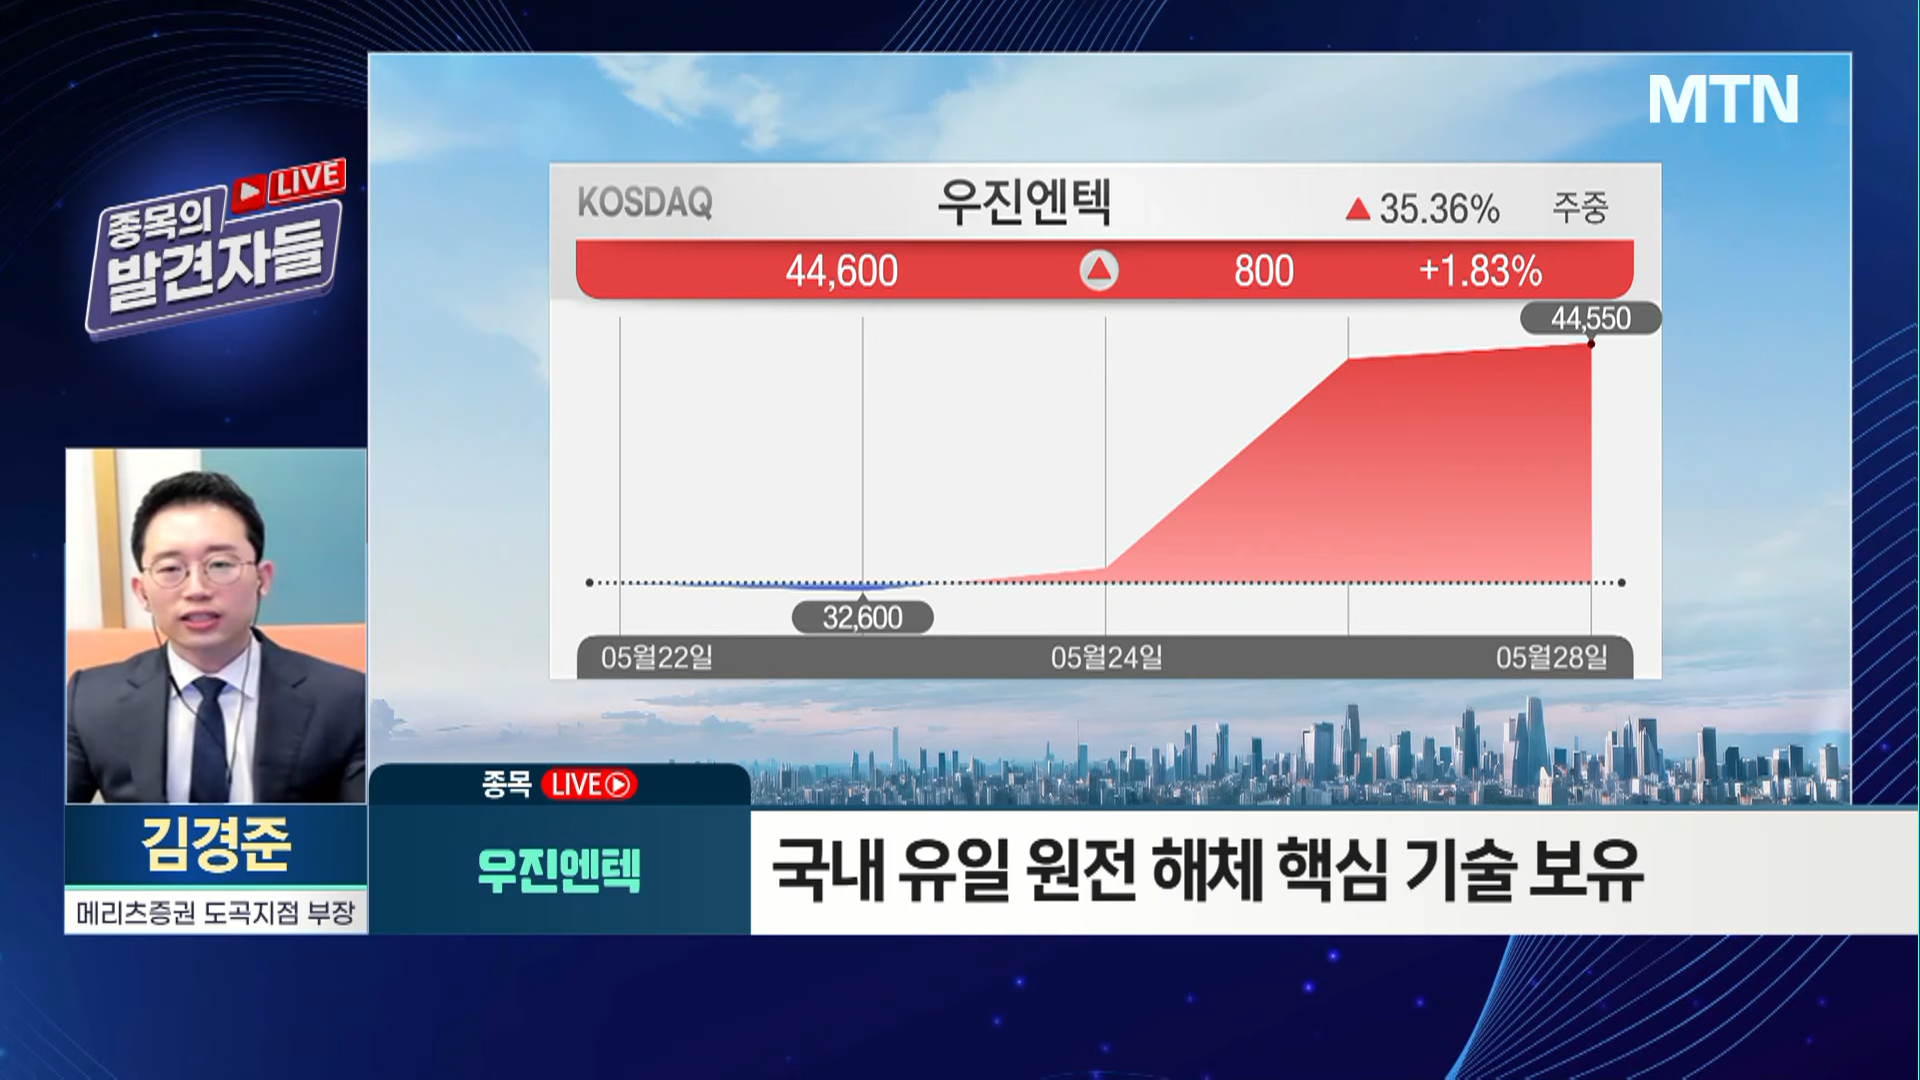 MTN
LIVE
종목의
발견자들
KOSDAQ 우진엔텍 ▲ 35.36% 주중
44,600 ▲ 800 +1.83%
44,550
32,600
05월22일 05월24일 05월28일
종목 LIVE
우진엔텍
국내 유일 원전 해체 핵심 기술 보유
김경준
메리츠증권 도곡지점 부장